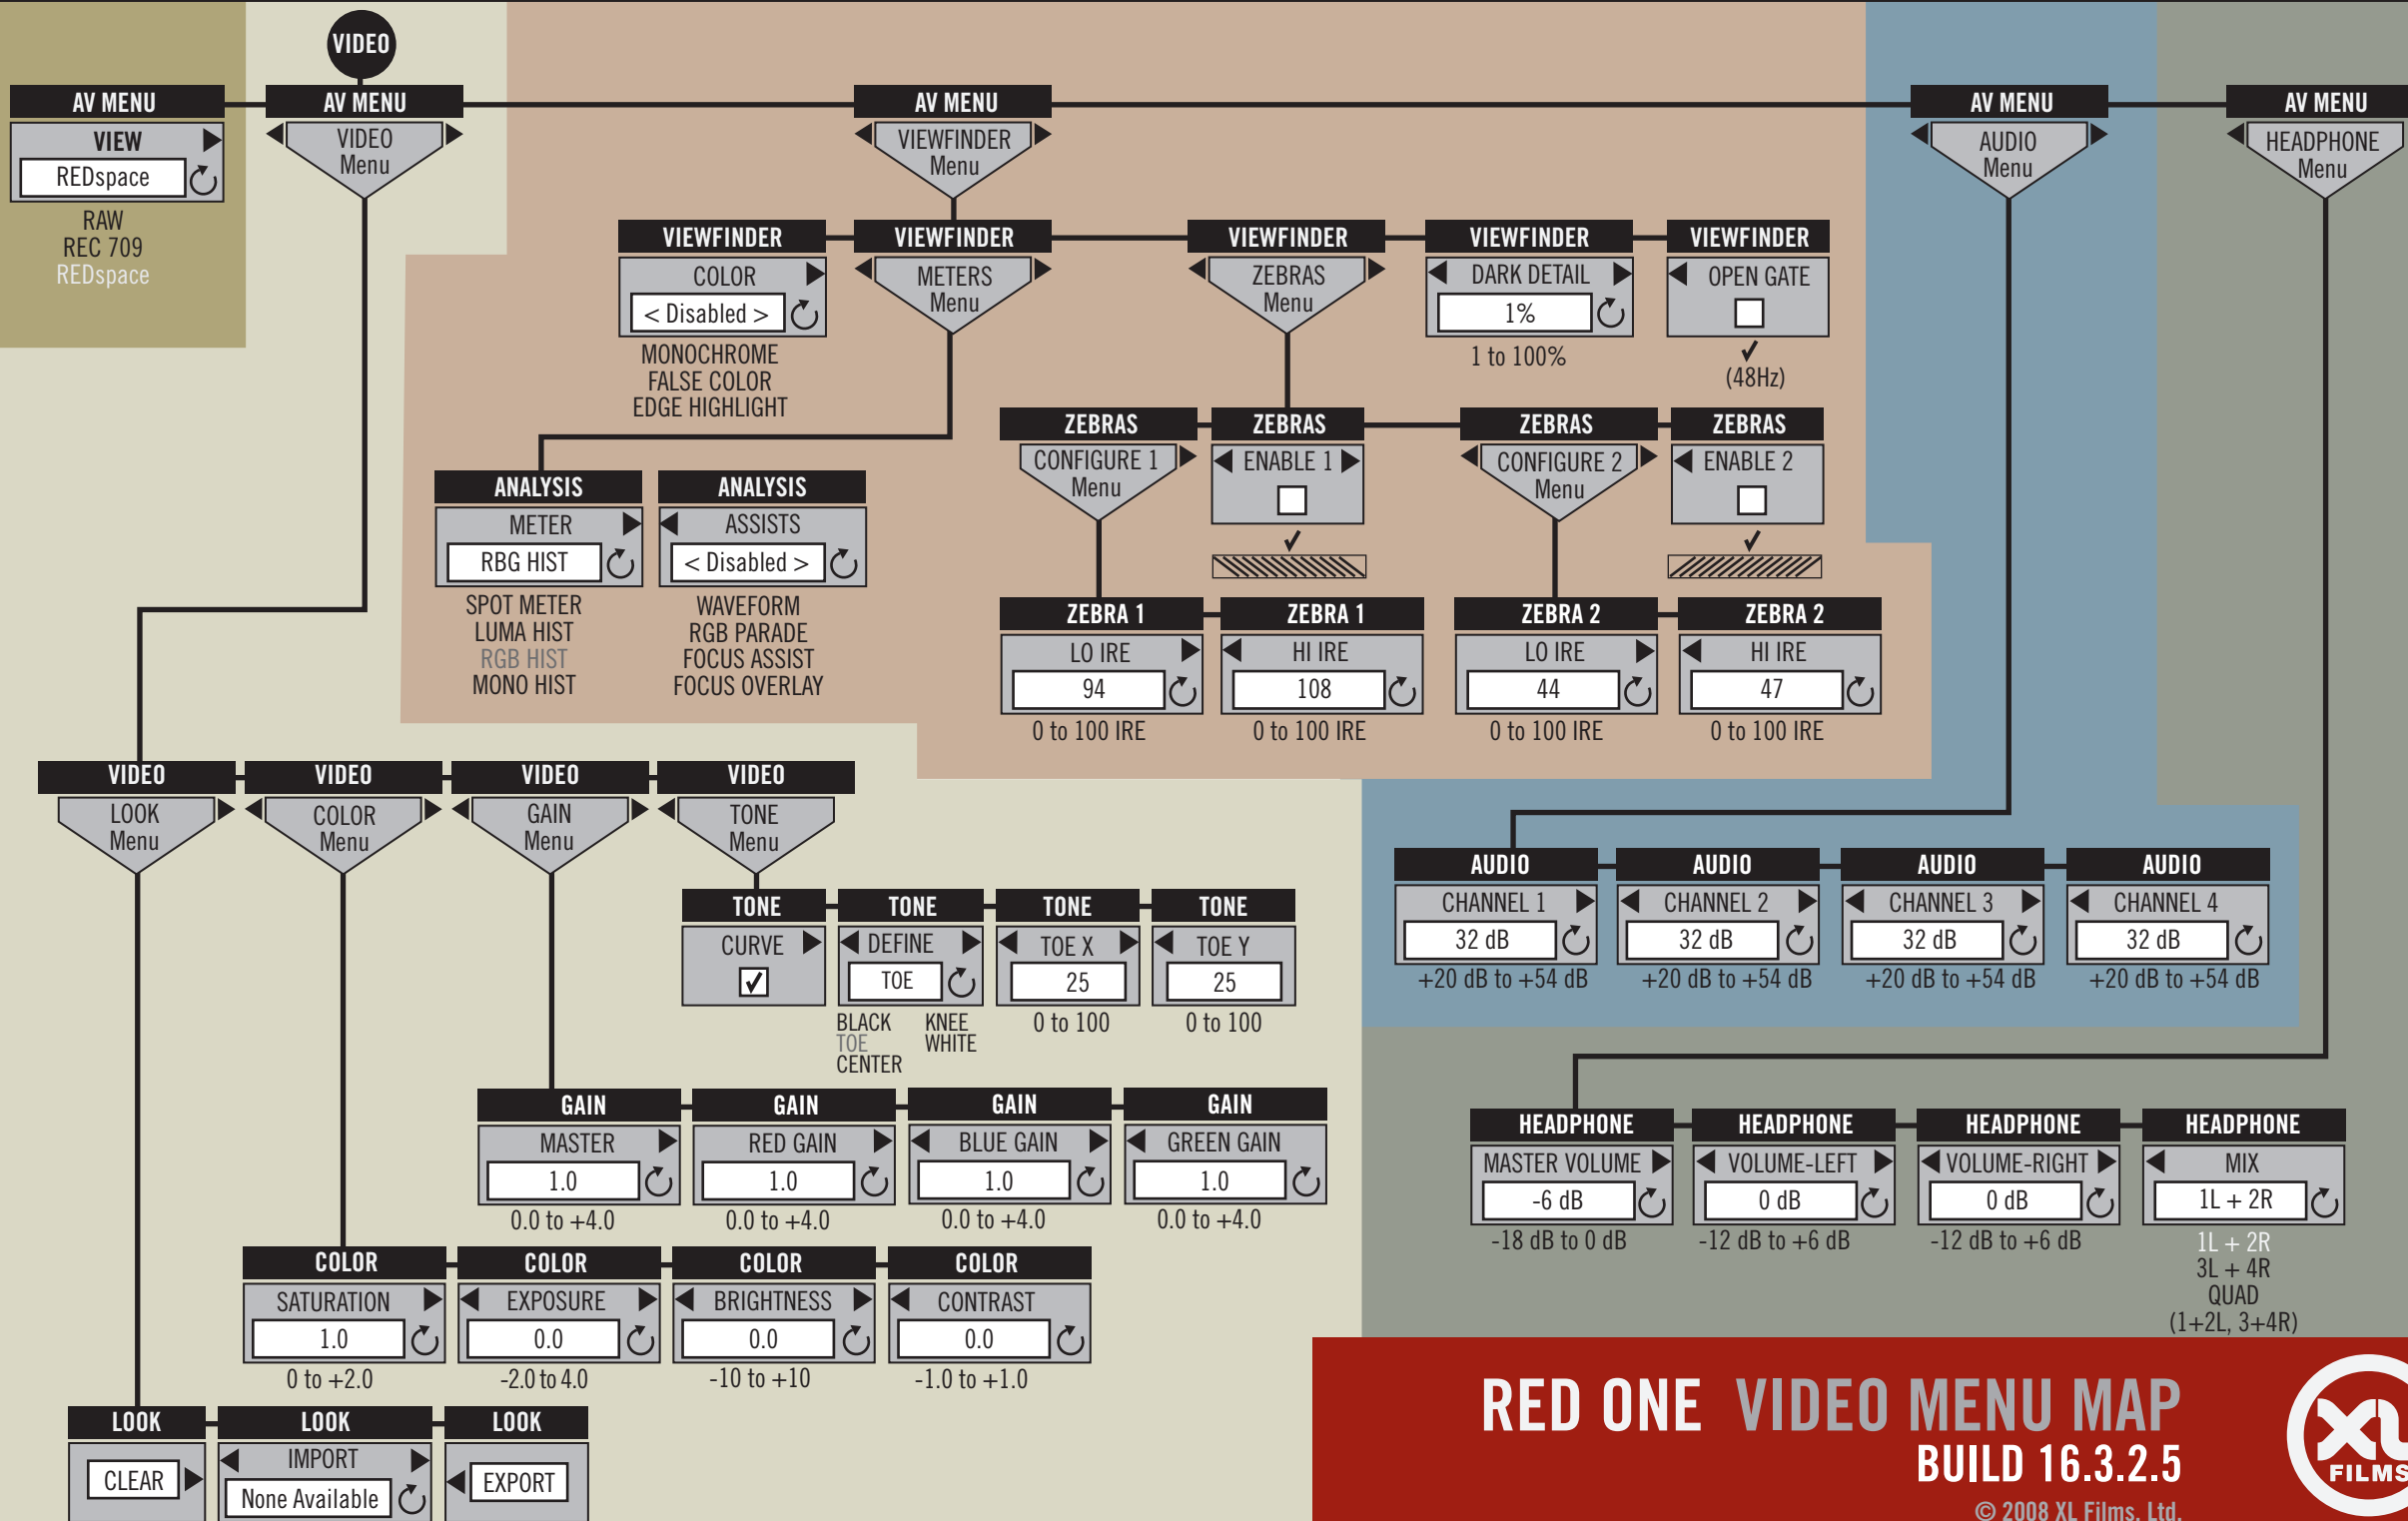 VIDEO
AV MENU
VIEW
REDspace
RAW
REC 709
REDspace
AV MENU
VIDEO
Menu
AV MENU
VIEWFINDER
Menu
AV MENU
AUDIO
Menu
AV MENU
HEADPHONE
Menu
VIEWFINDER
COLOR
< Disabled >
MONOCHROME
FALSE COLOR
EDGE HIGHLIGHT
VIEWFINDER
METERS
Menu
VIEWFINDER
ZEBRAS
Menu
VIEWFINDER
DARK DETAIL
1%
1 to 100%
VIEWFINDER
OPEN GATE
(48Hz)
ZEBRAS
CONFIGURE 1
Menu
ZEBRAS
ENABLE 1
ZEBRAS
CONFIGURE 2
Menu
ZEBRAS
ENABLE 2
ANALYSIS
METER
RBG HIST
SPOT METER
LUMA HIST
RGB HIST
MONO HIST
ANALYSIS
ASSISTS
< Disabled >
WAVEFORM
RGB PARADE
FOCUS ASSIST
FOCUS OVERLAY
ZEBRA 1
LO IRE
94
0 to 100 IRE
ZEBRA 1
HI IRE
108
0 to 100 IRE
ZEBRA 2
LO IRE
44
0 to 100 IRE
ZEBRA 2
HI IRE
47
0 to 100 IRE
VIDEO
LOOK
Menu
VIDEO
COLOR
Menu
VIDEO
GAIN
Menu
VIDEO
TONE
Menu
TONE
CURVE
TONE
DEFINE
TOE
BLACK
TOE
CENTER
KNEE
WHITE
TONE
TOE X
25
0 to 100
TONE
TOE Y
25
0 to 100
AUDIO
CHANNEL 1
32 dB
+20 dB to +54 dB
AUDIO
CHANNEL 2
32 dB
+20 dB to +54 dB
AUDIO
CHANNEL 3
32 dB
+20 dB to +54 dB
AUDIO
CHANNEL 4
32 dB
+20 dB to +54 dB
GAIN
MASTER
1.0
0.0 to +4.0
GAIN
RED GAIN
1.0
0.0 to +4.0
GAIN
BLUE GAIN
1.0
0.0 to +4.0
GAIN
GREEN GAIN
1.0
0.0 to +4.0
HEADPHONE
MASTER VOLUME
-6 dB
-18 dB to 0 dB
HEADPHONE
VOLUME-LEFT
0 dB
-12 dB to +6 dB
HEADPHONE
VOLUME-RIGHT
0 dB
-12 dB to +6 dB
HEADPHONE
MIX
1L + 2R
1L + 2R
3L + 4R
QUAD
(1+2L, 3+4R)
COLOR
SATURATION
1.0
0 to +2.0
COLOR
EXPOSURE
0.0
-2.0 to 4.0
COLOR
BRIGHTNESS
0.0
-10 to +10
COLOR
CONTRAST
0.0
-1.0 to +1.0
LOOK
CLEAR
LOOK
IMPORT
None Available
LOOK
EXPORT
RED ONE VIDEO MENU MAP
BUILD 16.3.2.5
© 2008 XL Films, Ltd.
XL
FILMS